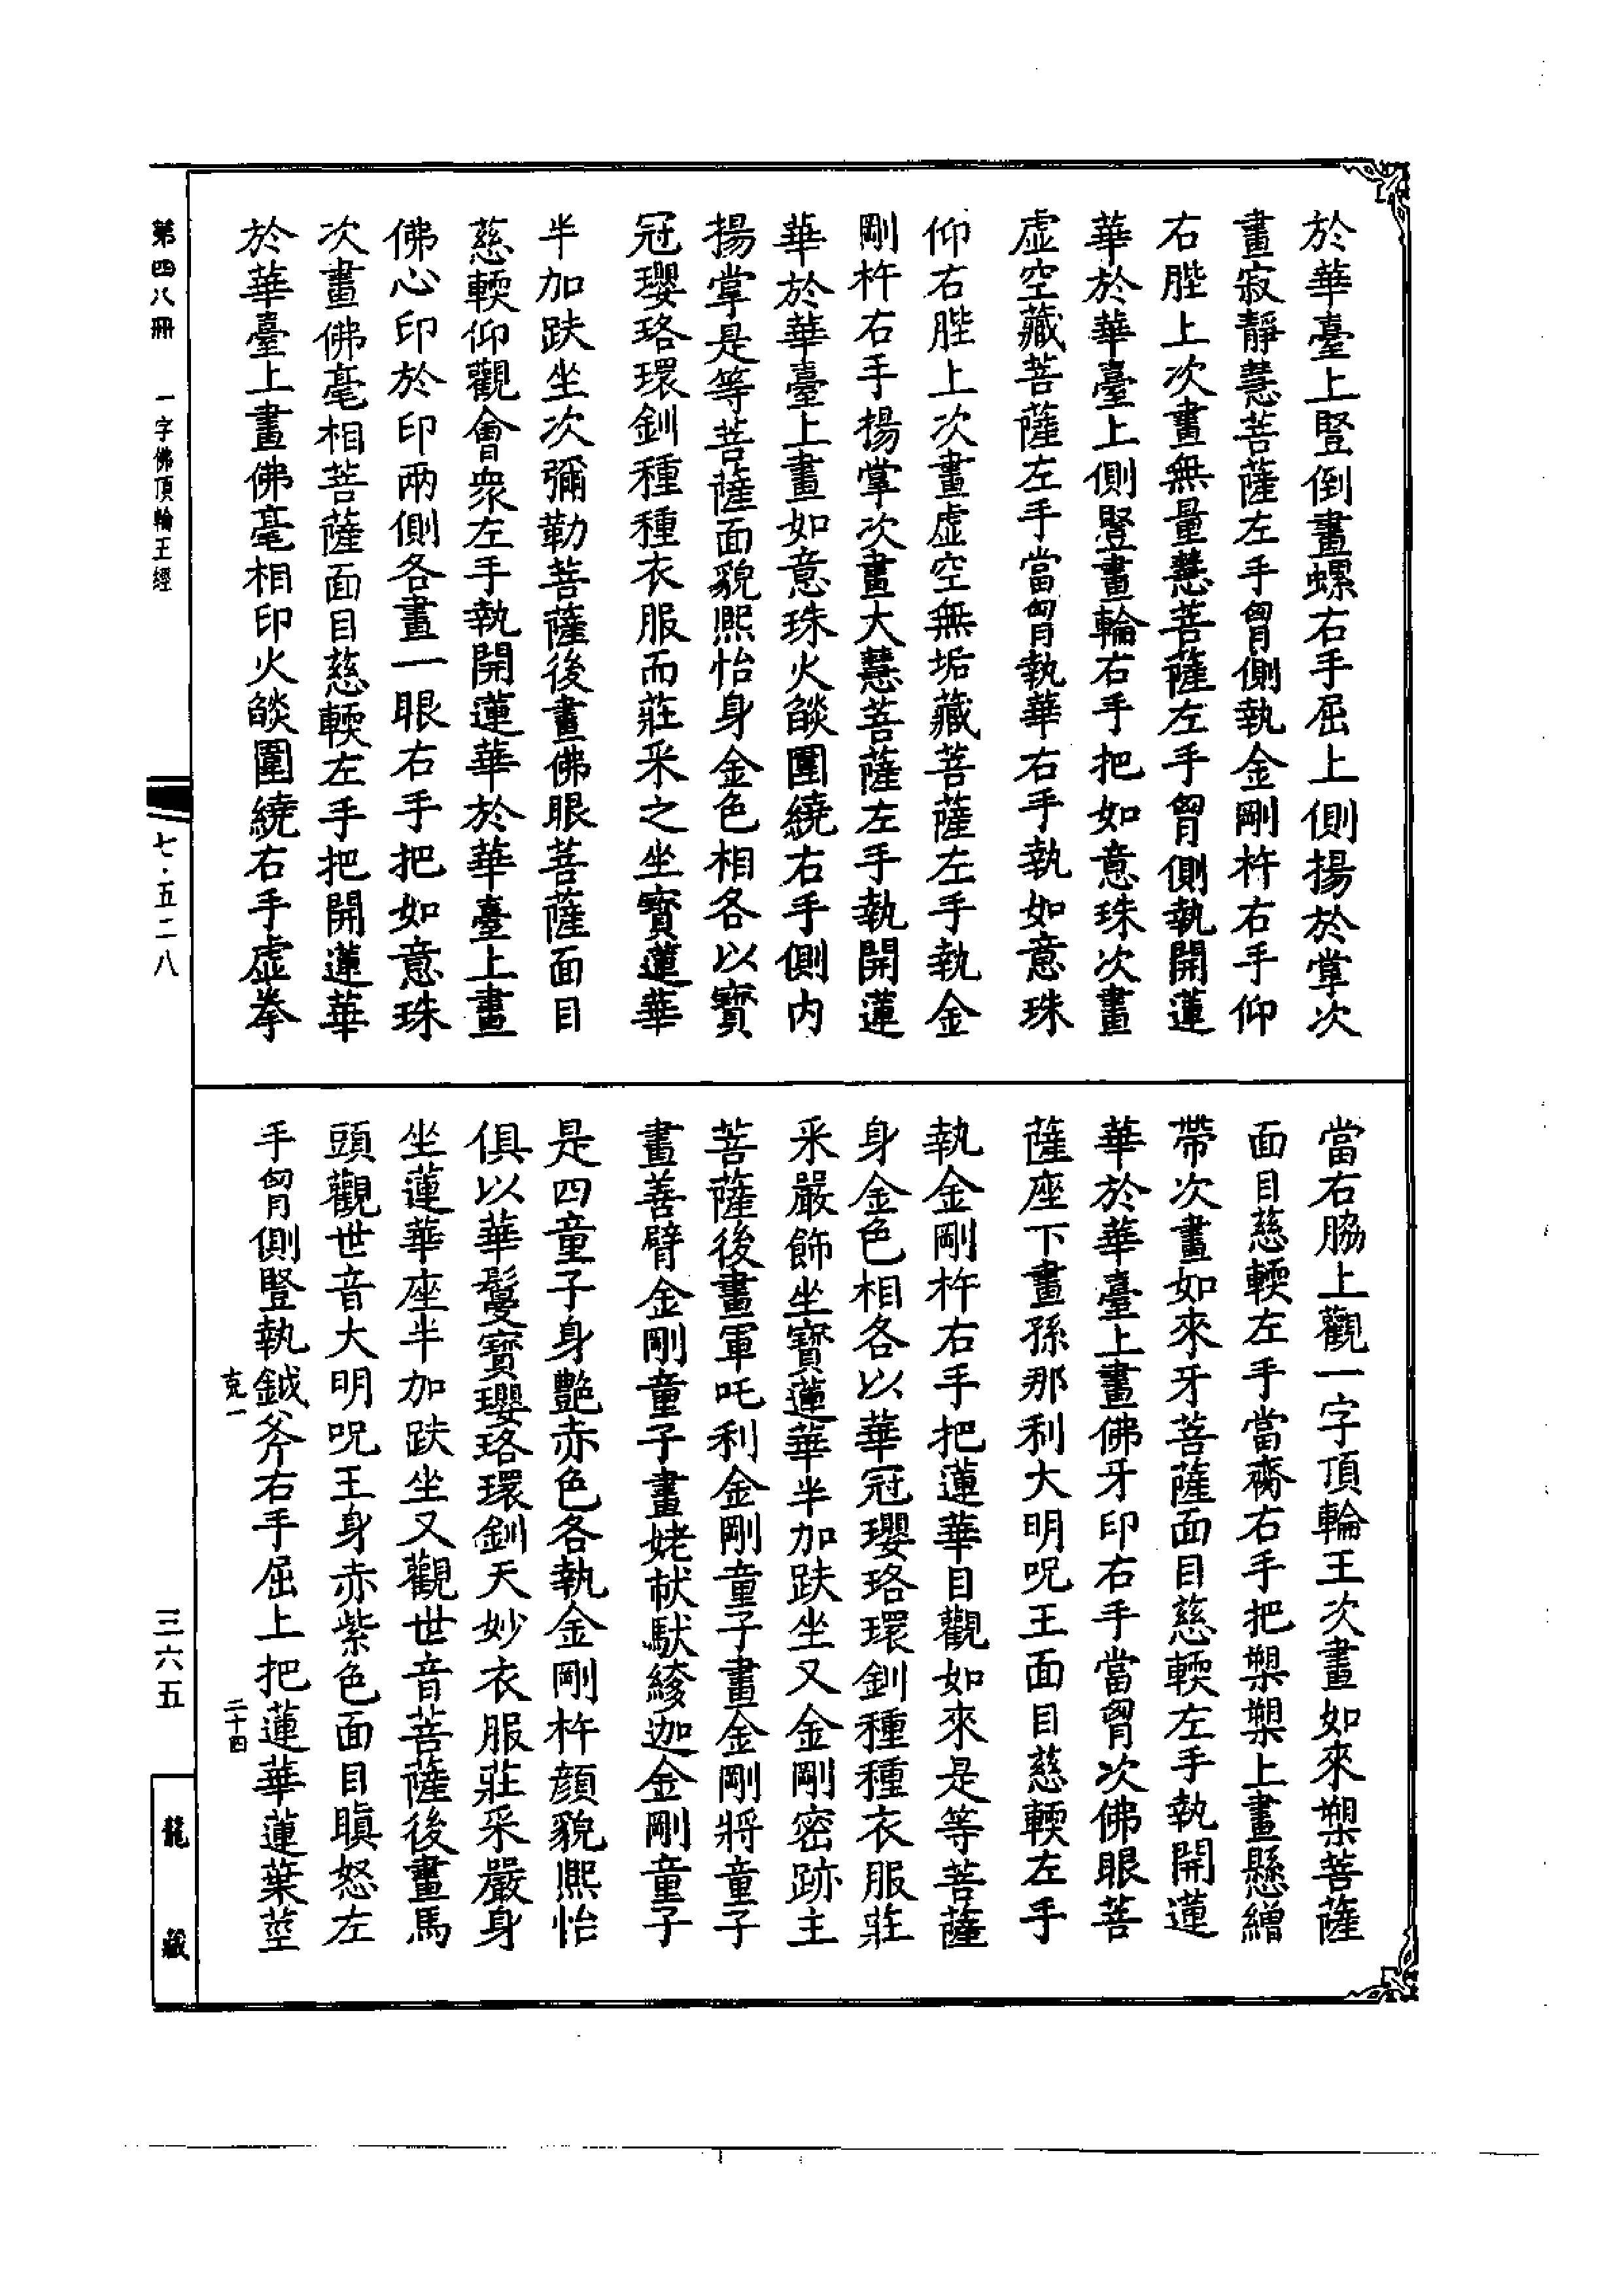 於華臺上豎倒畫螺右手屈上側揚於掌次
畫寂靜慧菩薩左手胷側執金剛杵右手仰
右䏶上次畫無量慧菩薩左手胷側執開蓮
華於華臺上側豎畫輪右手把如意珠次畫
虛空藏菩薩左手當胷執華右手執如意珠
仰右䏶上次畫虛空無垢藏菩薩左手執金
剛杵右手揚掌次畫大慧菩薩左手執開蓮
華於華臺上畫如意珠火燄圍繞右手側內
揚掌是等菩薩面貌熙怡身金色相各以寶
冠瓔珞環釧種種衣服而莊釆之坐寶蓮華
半加趺坐次彌勒菩薩後畫佛眼菩薩面目
慈輭仰觀會眾左手執開蓮華於華臺上畫
佛心印於印兩側各畫一眼右手把如意珠
次畫佛毫相菩薩面目慈輭左手把開蓮華
於華臺上畫佛毫相印火燄圍繞右手虛拳
當右脇上觀一字頂輪王次畫如來槊菩薩
面目慈輭左手當臍右手把槊槊上畫懸繒
帶次畫如來牙菩薩面目慈輭左手執開蓮
華於華臺上畫佛牙印右手當胷次佛眼菩
薩座下畫孫那利大明呪王面目慈輭左手
執金剛杵右手把蓮華目觀如來是等菩薩
身金色相各以華冠瓔珞環釧種種衣服莊
釆嚴飾坐寶蓮華半加趺坐又金剛密跡主
菩薩後畫軍吒利金剛童子畫金剛將童子
畫善臂金剛童子畫姥馱緌迦金剛童子
是四童子身艷赤色各執金剛杵顏貌熙怡
俱以華鬘寶瓔珞環釧天妙衣服莊釆嚴身
坐蓮華座半加趺坐又觀世音菩薩後畫馬
頭觀世音大明呪王身赤紫色面目瞋怒左
手胷側豎執鉞斧右手屈上把蓮華蓮葉莖
克一
二十四
第四八冊 一字佛頂輪王經
七·五二八
三六五
龍藏